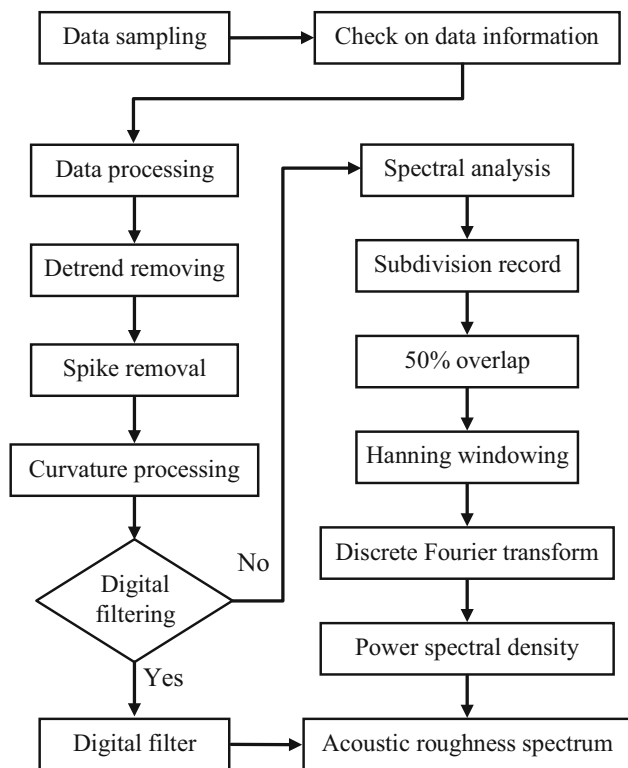 Data sampling
Check on data information
Data processing
Detrend removing
Spike removal
Curvature processing
Digital
filtering
No
Yes
Digital filter
Spectral analysis
Subdivision record
50% overlap
Hanning windowing
Discrete Fourier transform
Power spectral density
Acoustic roughness spectrum